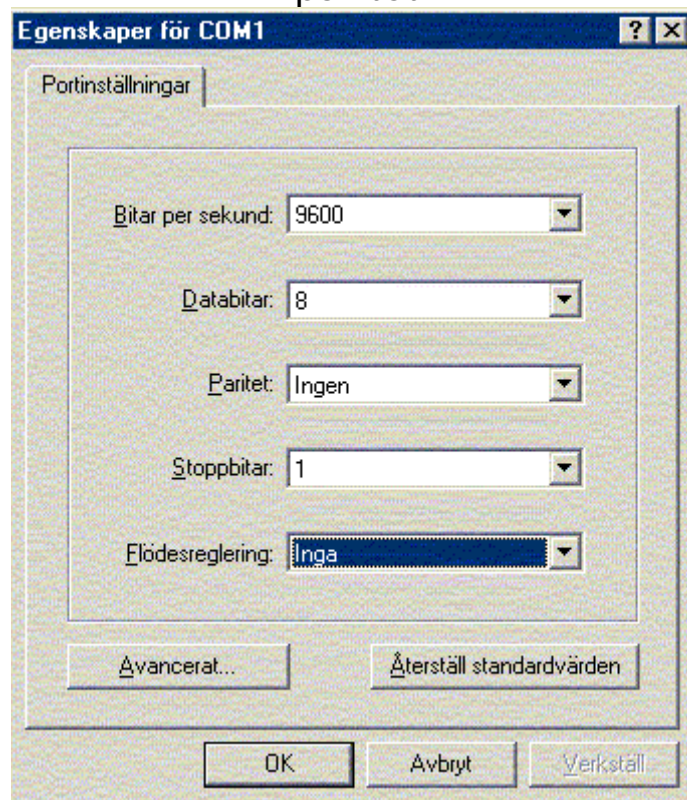 Egenskaper för COM1
Portinställningar
Bitar per sekund: 9600
Databitar: 8
Paritet: Ingen
Stoppbitar: 1
Flödesreglering: Inga
Avancerat... Återställ standardvärden
OK Avbryt Verkställ